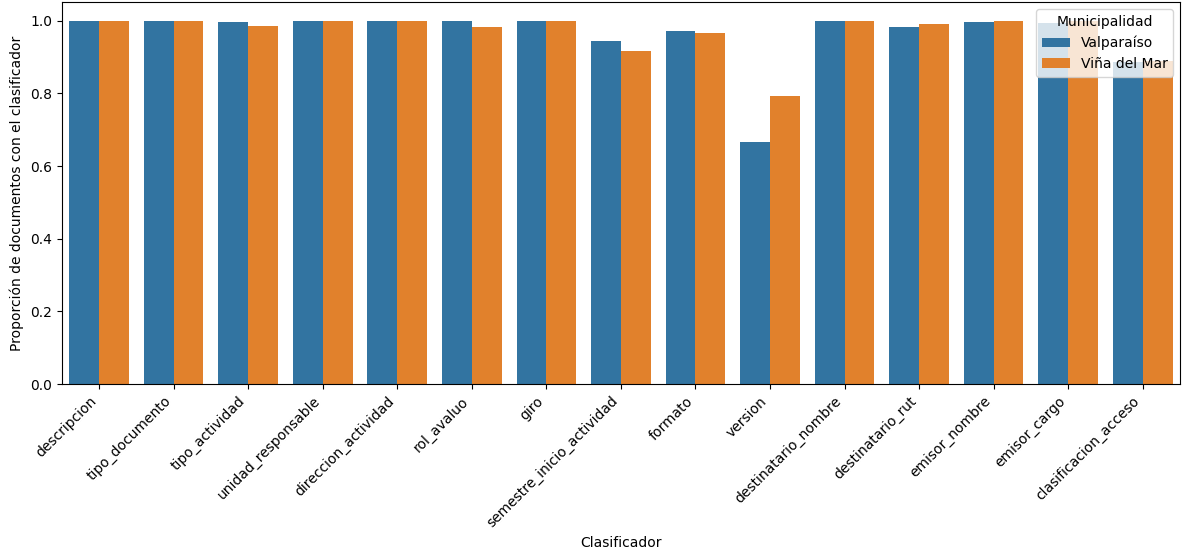 Municipalidad
Valparaíso
Viña del Mar
Proporción de documentos con el clasificador
1.0
0.8
0.6
0.4
0.2
0.0
descripcion
tipo_documento
tipo_actividad
unidad_responsable
direccion_actividad
rol_avaluo
giro
semestre_inicio_actividad
formato
version
destinatario_nombre
destinatario_rut
emisor_nombre
emisor_cargo
clasificacion_acceso
Clasificador